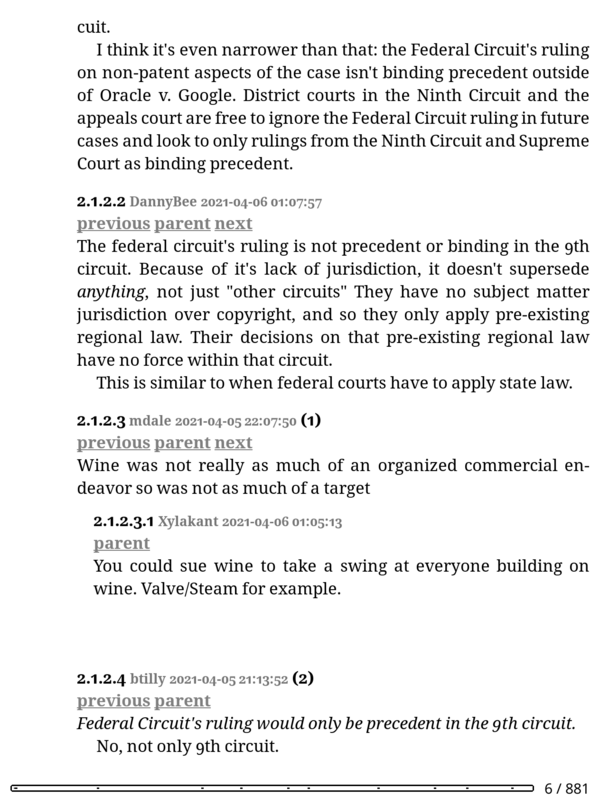 cuit.
I think it's even narrower than that: the Federal Circuit's ruling
on non-patent aspects of the case isn't binding precedent outside
of Oracle v. Google. District courts in the Ninth Circuit and the
appeals court are free to ignore the Federal Circuit ruling in future
cases and look to only rulings from the Ninth Circuit and Supreme
Court as binding precedent.
2.1.2.2 DannyBee 2021-04-06 01:07:57
previous parent next
The federal circuit's ruling is not precedent or binding in the 9th
circuit. Because of it's lack of jurisdiction, it doesn't supersede
anything, not just "other circuits" They have no subject matter
jurisdiction over copyright, and so they only apply pre-existing
regional law. Their decisions on that pre-existing regional law
have no force within that circuit.
This is similar to when federal courts have to apply state law.
2.1.2.3 mdale 2021-04-05 22:07:50 (1)
previous parent next
Wine was not really as much of an organized commercial en-
deavor so was not as much of a target
2.1.2.3.1 Xylakant 2021-04-06 01:05:13
parent
You could sue wine to take a swing at everyone building on
wine. Valve/Steam for example.
2.1.2.4 btilly 2021-04-05 21:13:52 (2)
previous parent
Federal Circuit's ruling would only be precedent in the 9th circuit.
No, not only 9th circuit.
6 / 881